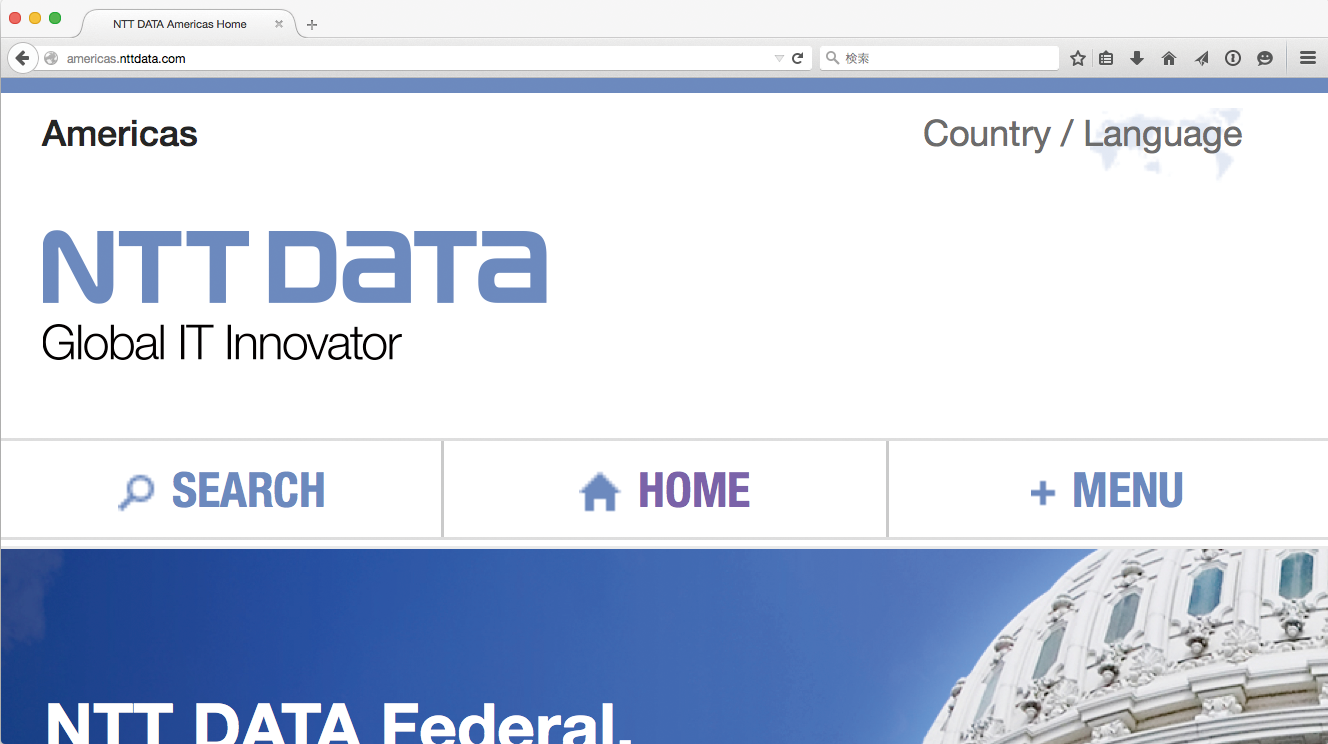 NTT DATA Americas Home
americas.nttdata.com
検索
Americas
Country / Language
NTT DATA
Global IT Innovator
SEARCH
HOME
+ MENU
NTT DATA Federal.